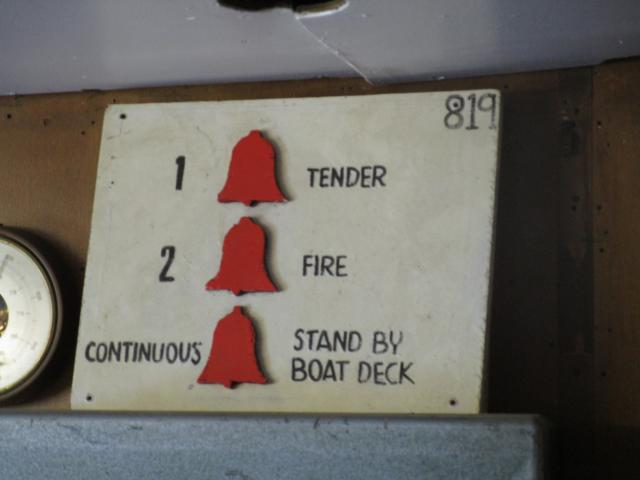 819
1 TENDER
2 FIRE
CONTINUOUS STAND BY
BOAT DECK